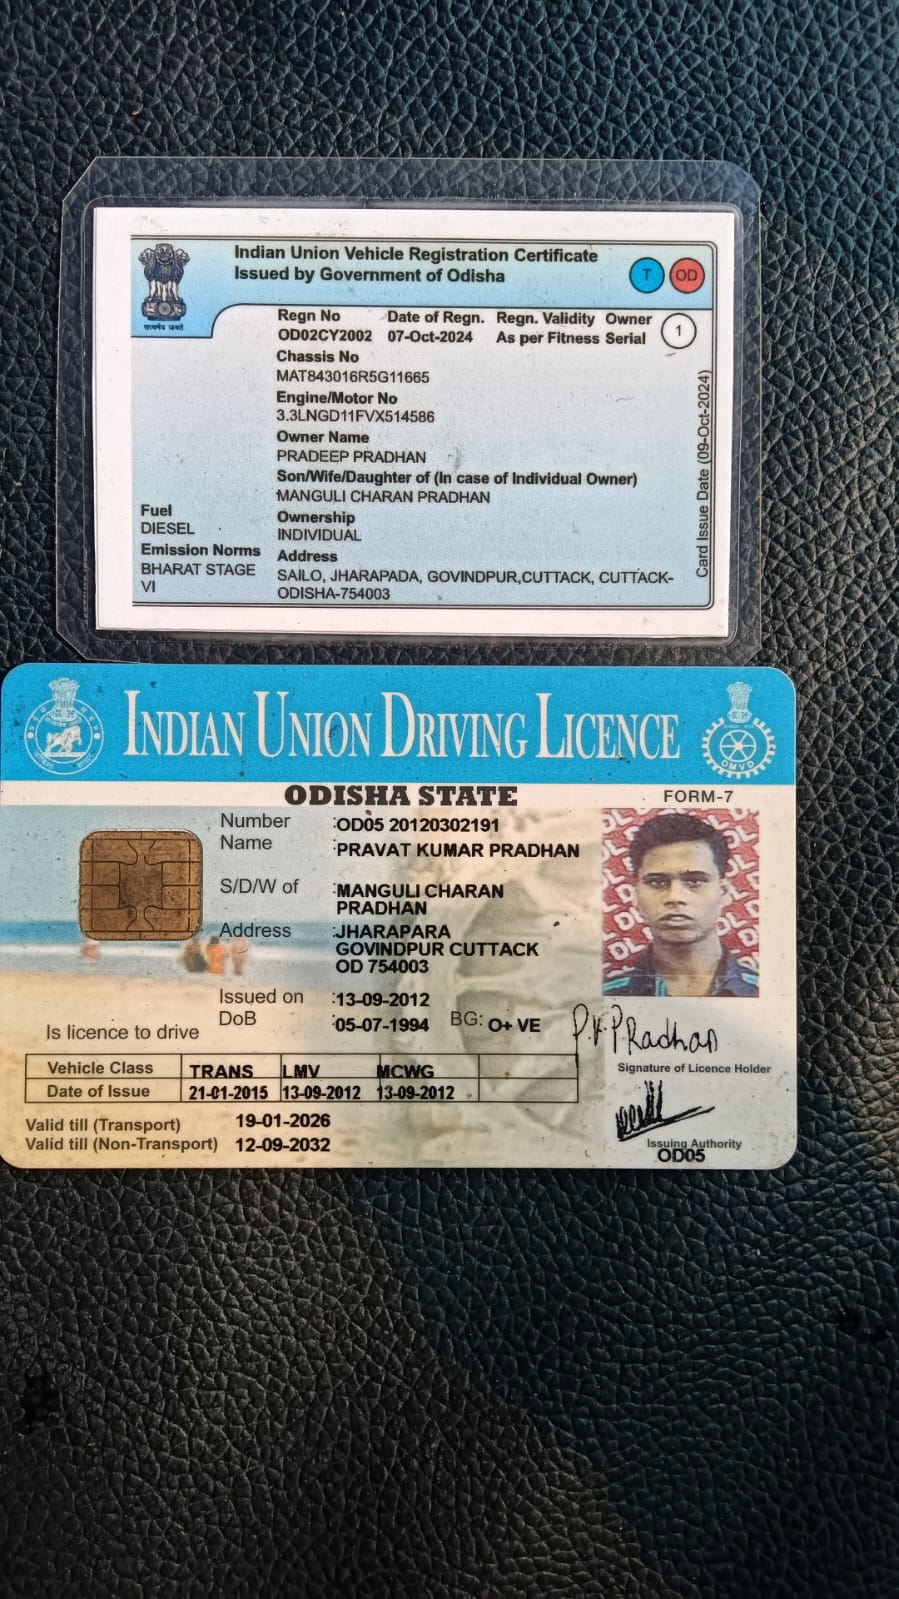 Indian Union Vehicle Registration Certificate
Issued by Government of Odisha
T OD
सत्यमेव जयते
Regn No Date of Regn. Regn. Validity Owner
OD02CY2002 07-Oct-2024 As per Fitness Serial 1
Chassis No
MAT843016R5G11665
Engine/Motor No
3.3LNGD11FVX514586
Owner Name
PRADEEP PRADHAN
Son/Wife/Daughter of (In case of Individual Owner)
MANGULI CHARAN PRADHAN
Fuel
DIESEL
Ownership
INDIVIDUAL
Emission Norms
BHARAT STAGE
VI
Address
SAILO, JHARAPADA, GOVINDPUR,CUTTACK, CUTTACK-
ODISHA-754003
Card Issue Date (09-Oct-2024)
INDIAN UNION DRIVING LICENCE
OMVD
ODISHA STATE
FORM-7
Number :OD05 20120302191
Name :PRAVAT KUMAR PRADHAN
S/D/W of :MANGULI CHARAN
PRADHAN
Address :JHARAPARA
GOVINDPUR CUTTACK
OD 754003
Issued on :13-09-2012
DoB :05-07-1994 BG: O+ VE
P.K Pradhan
Signature of Licence Holder
Is licence to drive
Vehicle Class TRANS LMV MCWG
Date of Issue 21-01-2015 13-09-2012 13-09-2012
Valid till (Transport) 19-01-2026
Valid till (Non-Transport) 12-09-2032
Issuing Authority
OD05